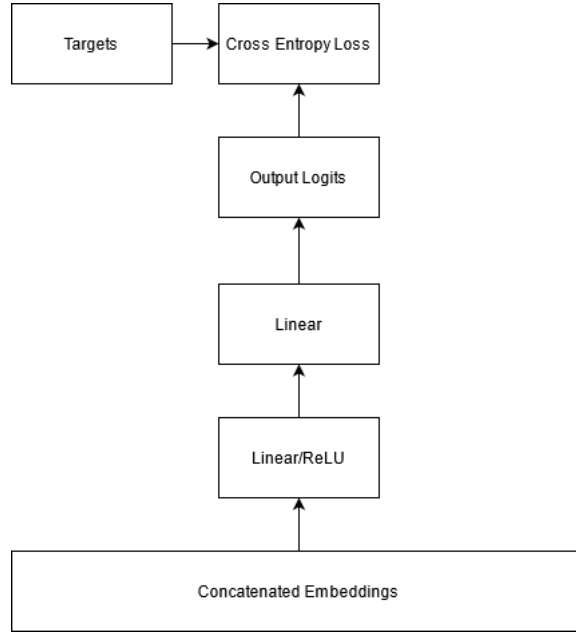 Targets
Cross Entropy Loss
Output Logits
Linear
Linear/ReLU
Concatenated Embeddings